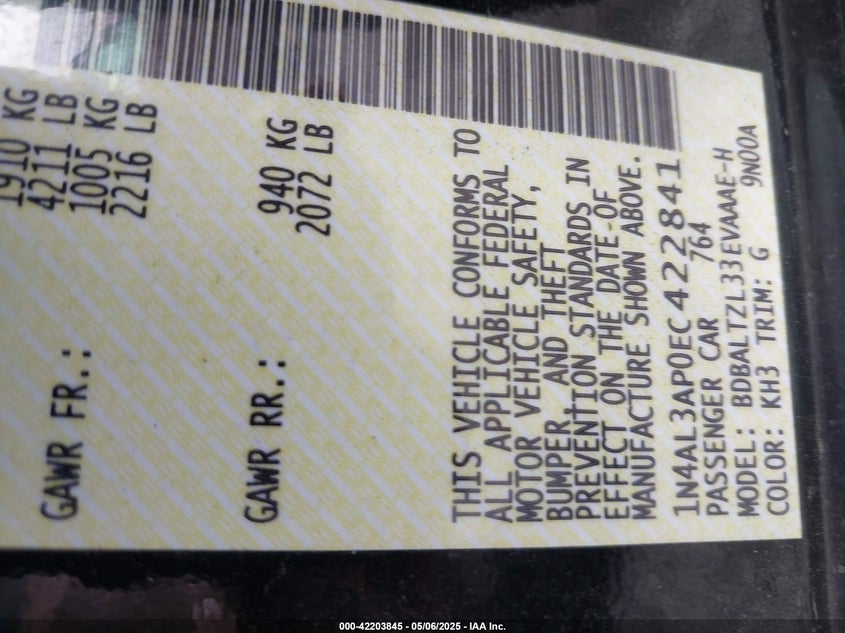 1910 KG
4211 LB
GAWR FR.: 1005 KG
2216 LB
GAWR RR.: 940 KG
2072 LB
THIS VEHICLE CONFORMS TO
ALL APPLICABLE FEDERAL
MOTOR VEHICLE SAFETY,
BUMPER, AND THEFT
PREVENTION STANDARDS IN
EFFECT ON THE DATE OF
MANUFACTURE SHOWN ABOVE.
1N4AL3AP0EC422841
PASSENGER CAR 764
MODEL: BDBALTZL33EVAAAE-H
COLOR: KH3 TRIM: G 9N00A
000-42203845 - 05/06/2025 - IAA Inc.